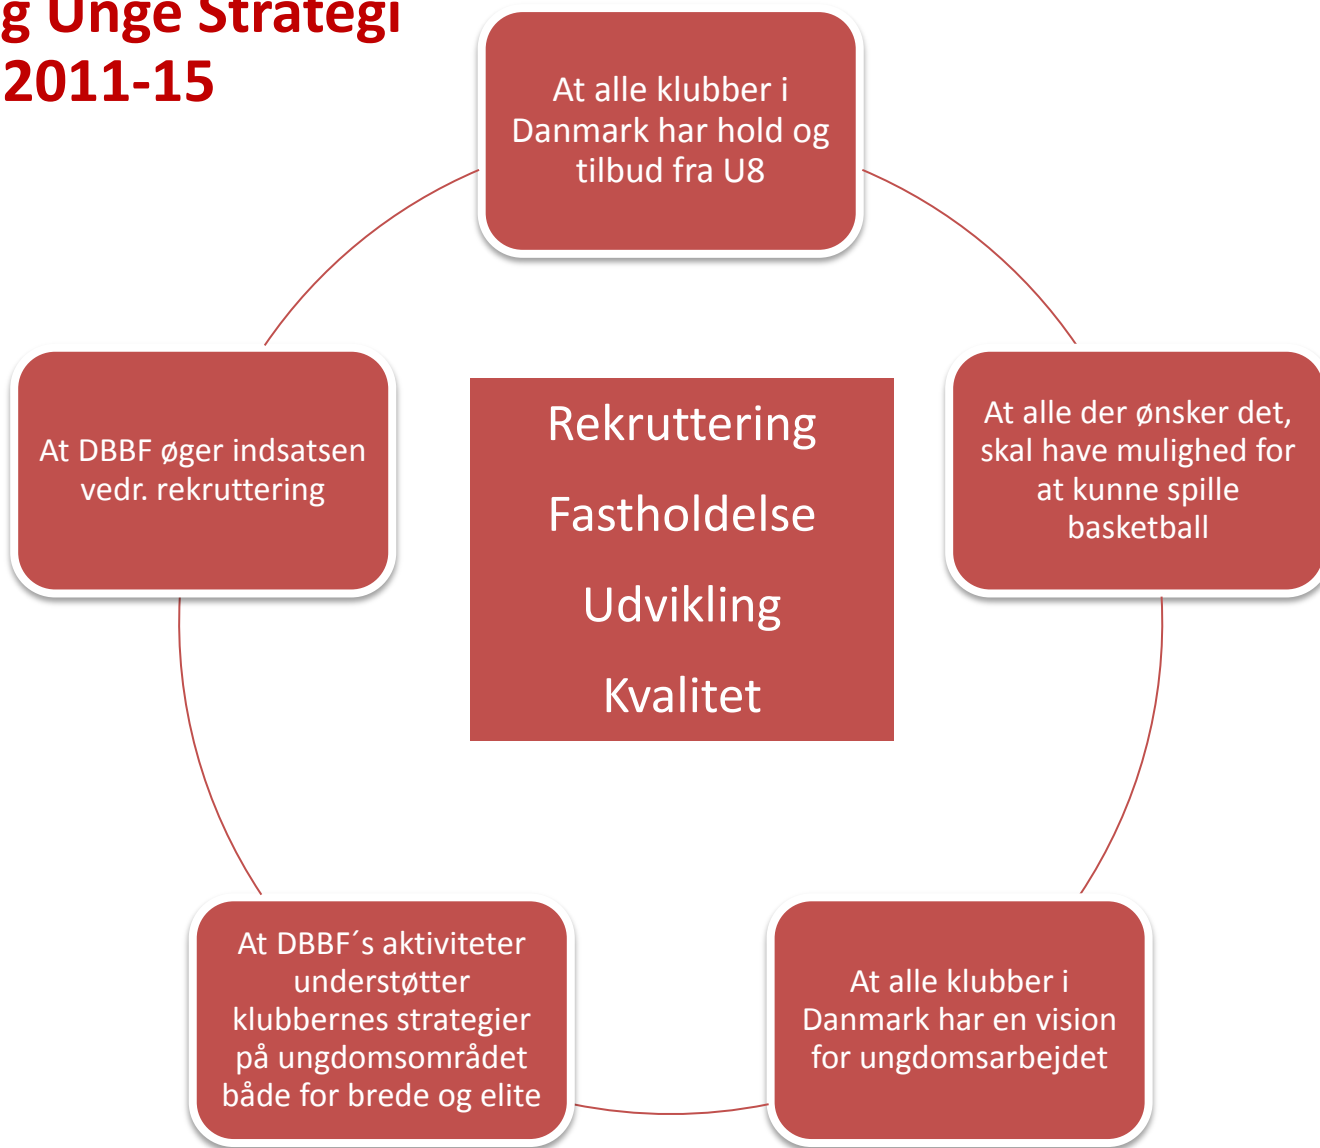 g Unge Strategi
2011-15
At alle klubber i
Danmark har hold og
tilbud fra U8
At alle der ønsker det,
skal have mulighed for
at kunne spille
basketball
At alle klubber i
Danmark har en vision
for ungdomsarbejdet
At DBBF´s aktiviteter
understøtter
klubbernes strategier
på ungdomsområdet
både for brede og elite
At DBBF øger indsatsen
vedr. rekruttering
Rekruttering
Fastholdelse
Udvikling
Kvalitet